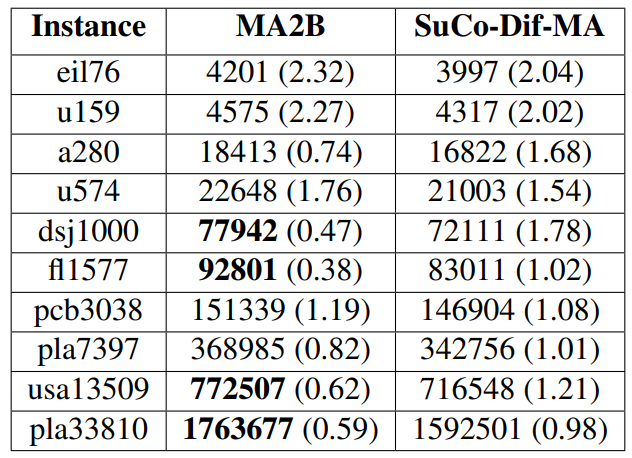 Instance MA2B SuCo-Dif-MA
eil76 4201 (2.32) 3997 (2.04)
u159 4575 (2.27) 4317 (2.02)
a280 18413 (0.74) 16822 (1.68)
u574 22648 (1.76) 21003 (1.54)
dsj1000 77942 (0.47) 72111 (1.78)
fl1577 92801 (0.38) 83011 (1.02)
pcb3038 151339 (1.19) 146904 (1.08)
pla7397 368985 (0.82) 342756 (1.01)
usa13509 772507 (0.62) 716548 (1.21)
pla33810 1763677 (0.59) 1592501 (0.98)